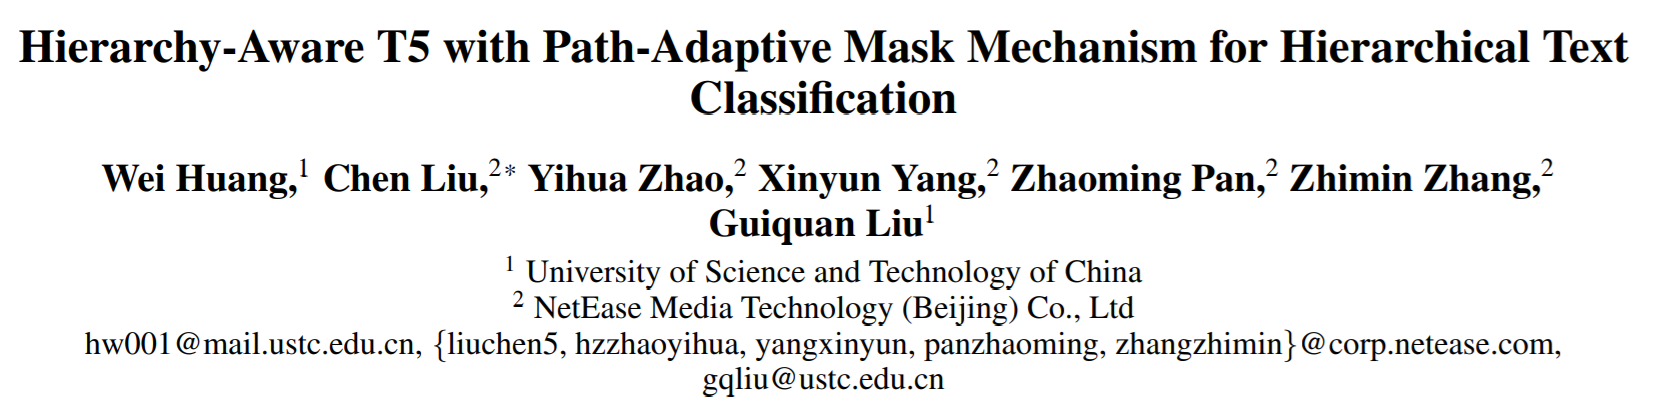 Hierarchy-Aware T5 with Path-Adaptive Mask Mechanism for Hierarchical Text
Classification
Wei Huang,1 Chen Liu,2* Yihua Zhao,2 Xinyun Yang,2 Zhaoming Pan,2 Zhimin Zhang,2
Guiquan Liu1
1 University of Science and Technology of China
2 NetEase Media Technology (Beijing) Co., Ltd
hw001@mail.ustc.edu.cn, {liuchen5, hzzhaoyihua, yangxinyun, panzhaoming, zhangzhimin}@corp.netease.com,
gqliu@ustc.edu.cn